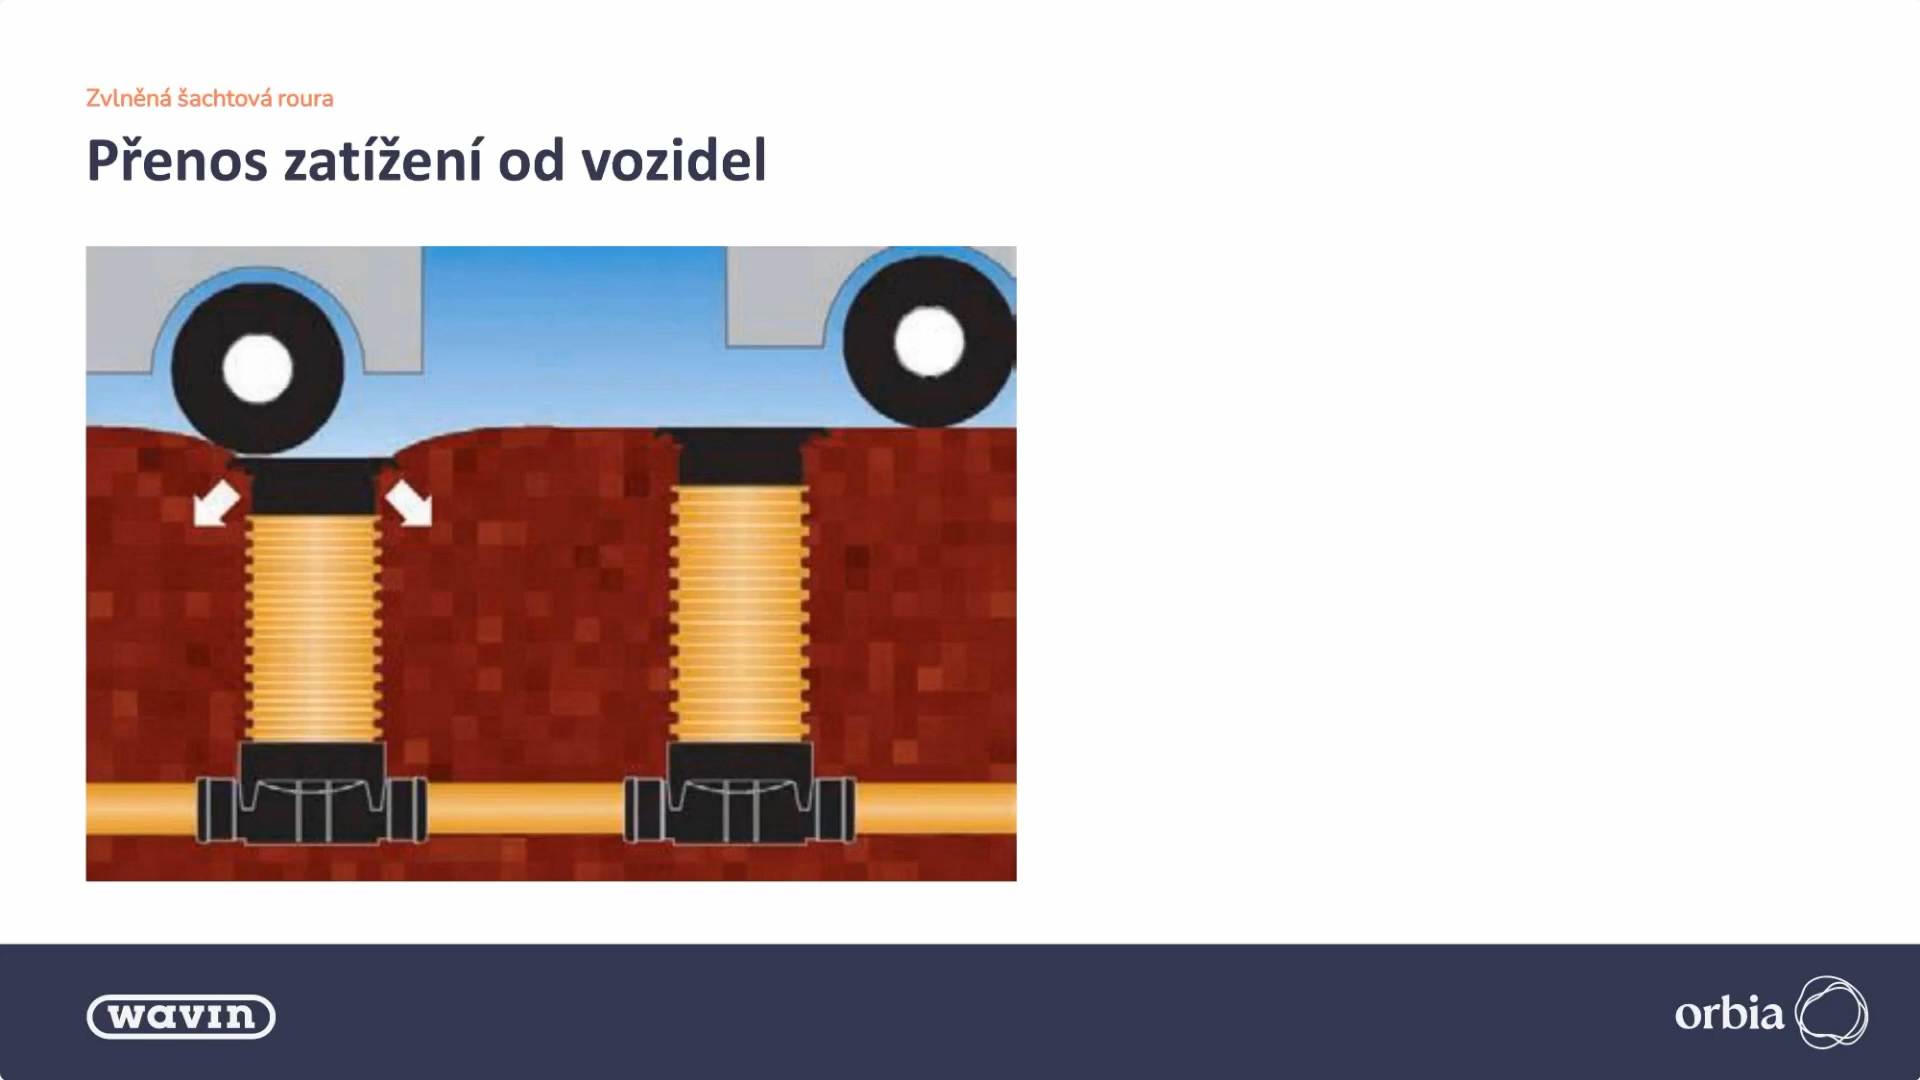 Zvlněná šachtová roura
Přenos zatížení od vozidel
wavin
orbia